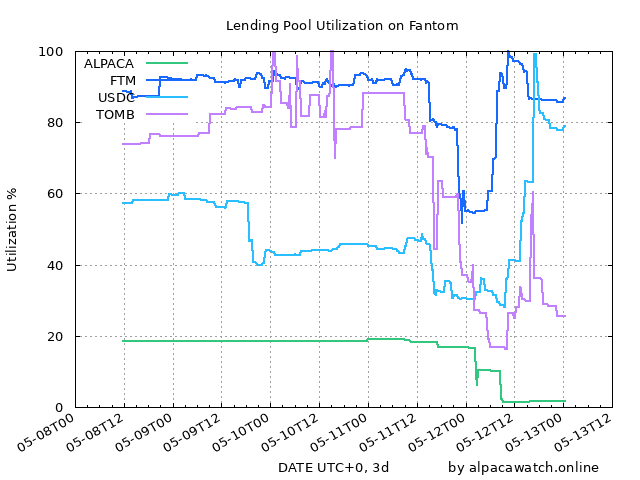 Lending Pool Utilization on Fantom
100
80
60
40
20
0
Utilization %
ALPACA
FTM
USDC
TOMB
05-08T00
05-08T12
05-09T00
05-09T12
05-10T00
05-10T12
05-11T00
05-11T12
05-12T00
05-12T12
05-13T00
05-13T12
DATE UTC+0, 3d
by alpacawatch.online